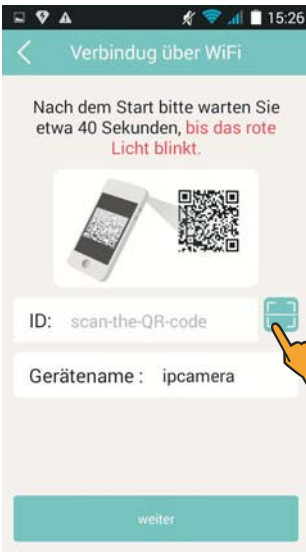 15:26
Verbindug über WiFi
Nach dem Start bitte warten Sie
etwa 40 Sekunden, bis das rote
Licht blinkt.
ID: scan-the-QR-code
Gerätename : ipcamera
weiter